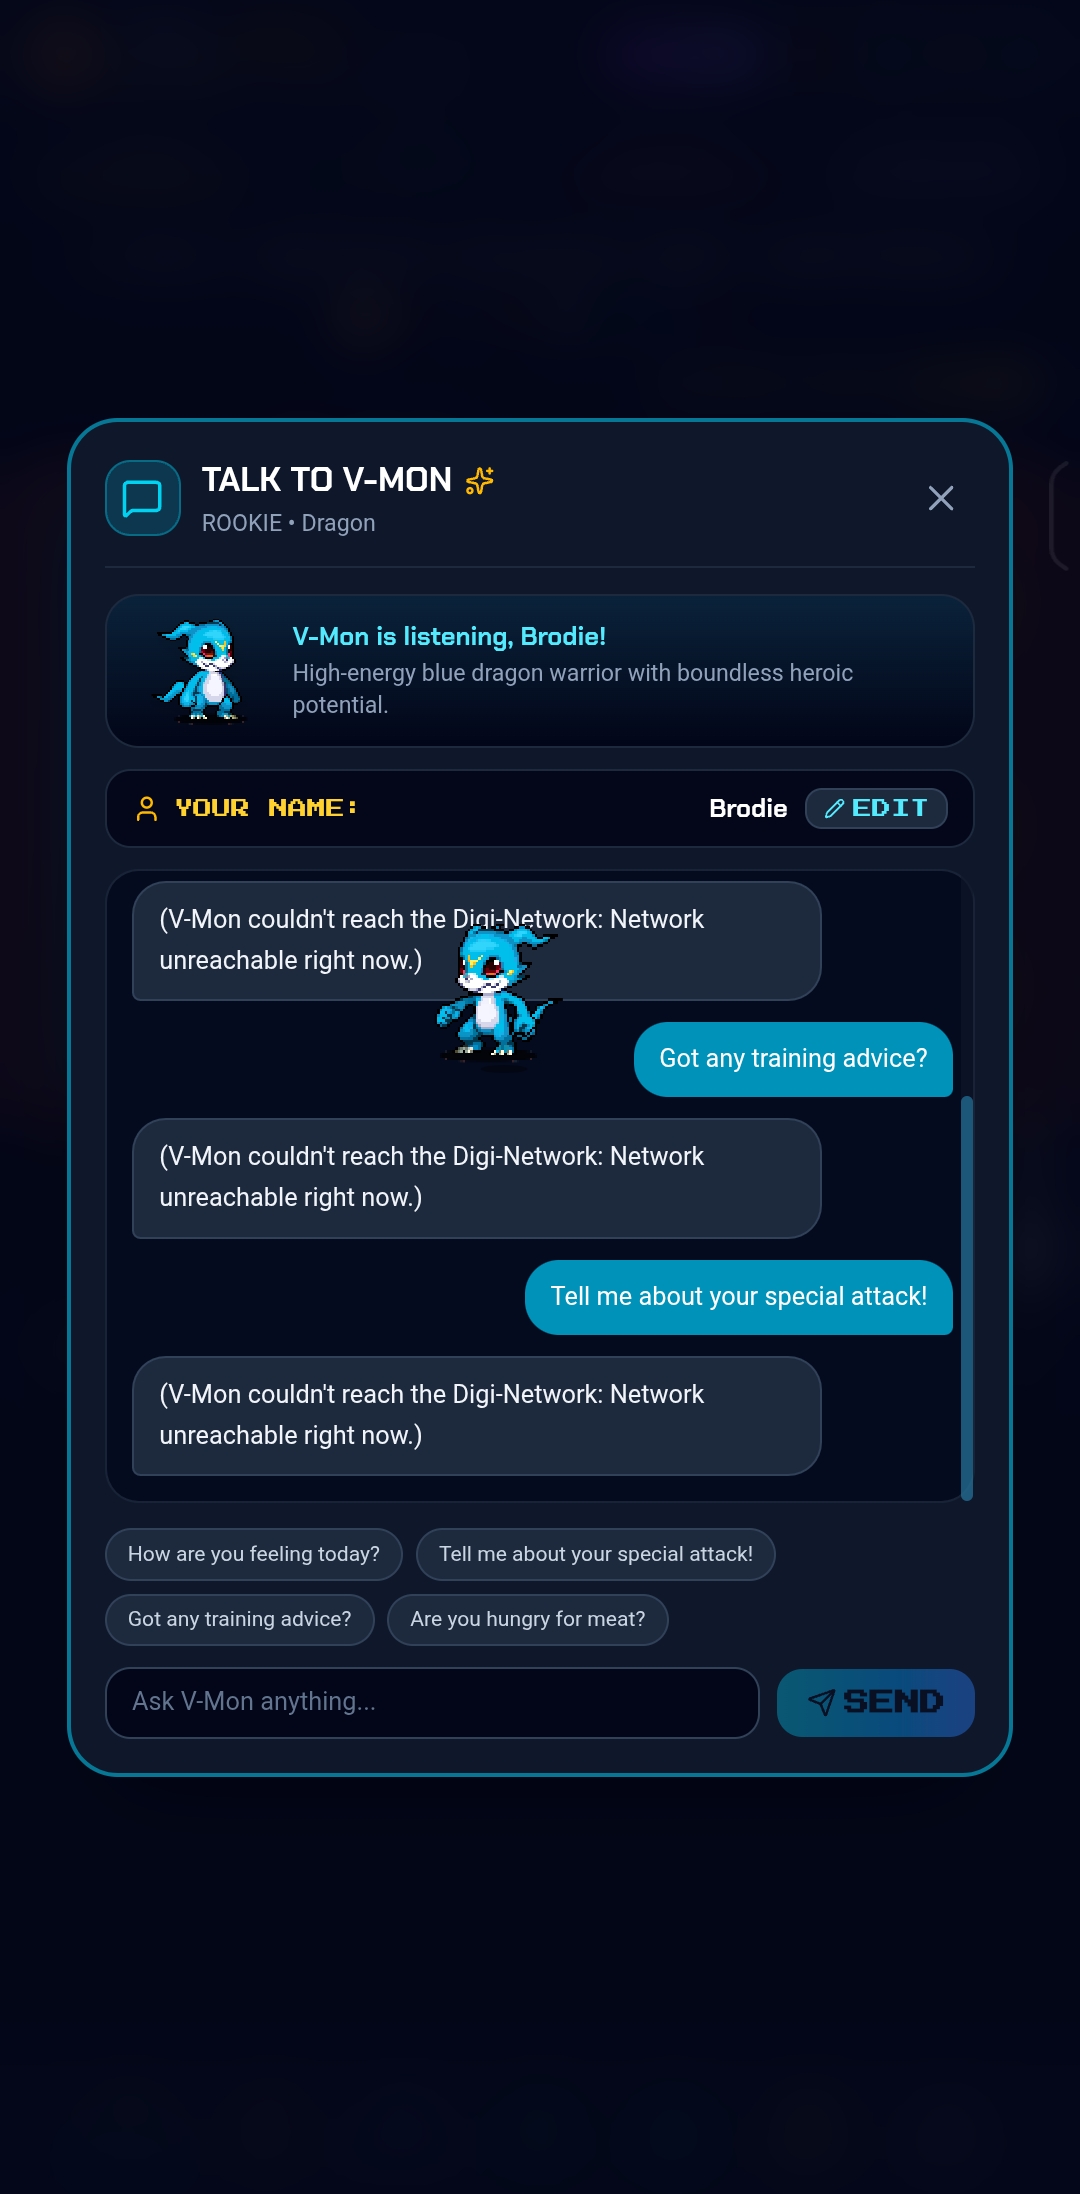 TALK TO V-MON
ROOKIE • Dragon
V-Mon is listening, Brodie!
High-energy blue dragon warrior with boundless heroic
potential.
YOUR NAME:
Brodie
EDIT
(V-Mon couldn't reach the Digi-Network: Network
unreachable right now.)
Got any training advice?
(V-Mon couldn't reach the Digi-Network: Network
unreachable right now.)
Tell me about your special attack!
(V-Mon couldn't reach the Digi-Network: Network
unreachable right now.)
How are you feeling today?
Tell me about your special attack!
Got any training advice?
Are you hungry for meat?
Ask V-Mon anything...
SEND